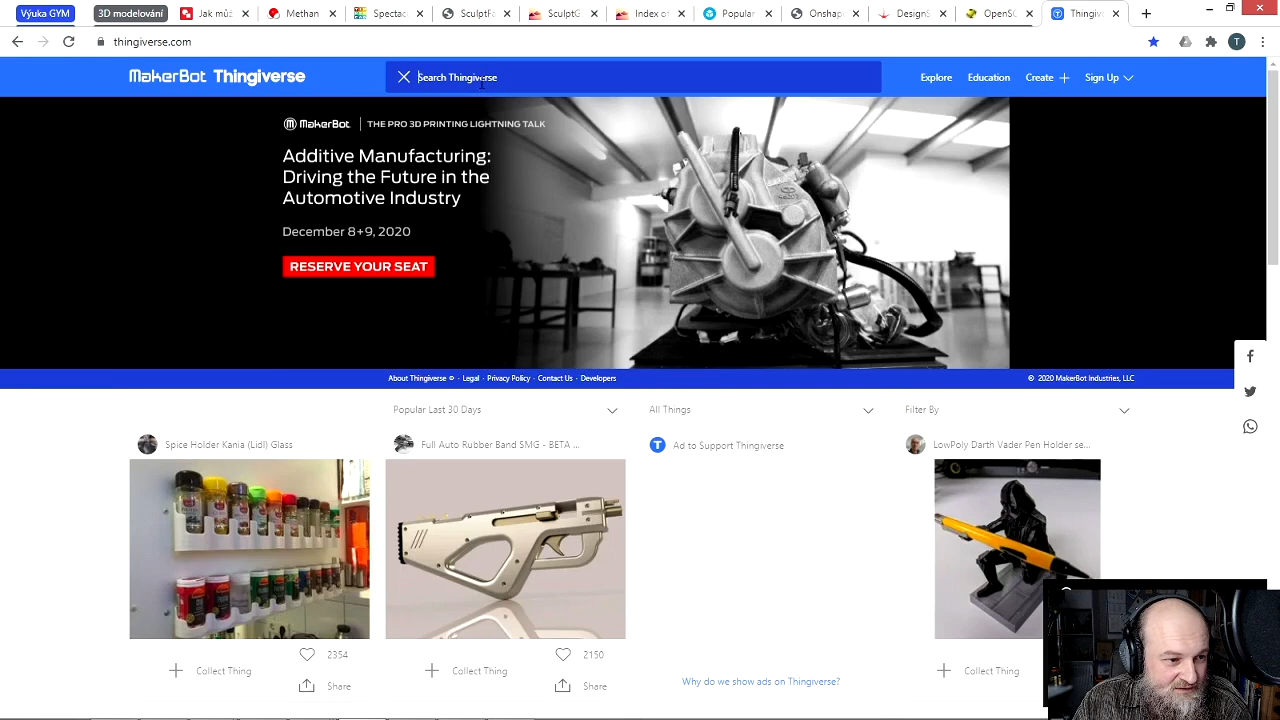 Výuka GYM
3D modelování
Jak můž
Methan
Spectac
SculptFa
SculptG
Index of
Popular
Onshap
DesignS
OpenSC
Thingiv
thingiverse.com
MakerBot Thingiverse
Search Thingiverse
Explore
Education
Create
Sign Up
MakerBot
THE PRO 3D PRINTING LIGHTNING TALK
Additive Manufacturing:
Driving the Future in the
Automotive Industry
December 8+9, 2020
RESERVE YOUR SEAT
About Thingiverse ® · Legal · Privacy Policy · Contact Us · Developers
© 2020 MakerBot Industries, LLC
Popular Last 30 Days
All Things
Filter By
Spice Holder Kania (Lidl) Glass
Full Auto Rubber Band SMG - BETA ...
Ad to Support Thingiverse
LowPoly Darth Vader Pen Holder se...
2354
Collect Thing
Share
2150
Collect Thing
Share
Why do we show ads on Thingiverse?
Collect Thing